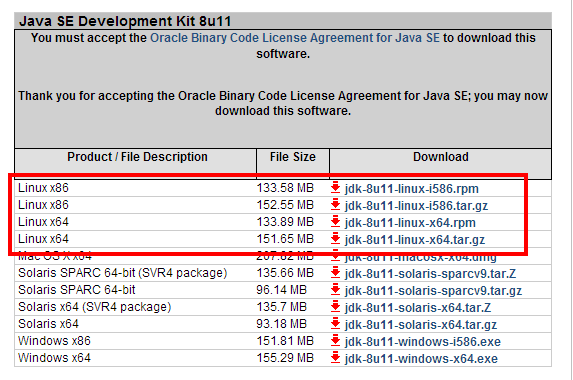 Java SE Development Kit 8u11
You must accept the Oracle Binary Code License Agreement for Java SE to download this
software.
Thank you for accepting the Oracle Binary Code License Agreement for Java SE; you may now
download this software.
Product / File Description File Size Download
Linux x86 133.58 MB jdk-8u11-linux-i586.rpm
Linux x86 152.55 MB jdk-8u11-linux-i586.tar.gz
Linux x64 133.89 MB jdk-8u11-linux-x64.rpm
Linux x64 151.65 MB jdk-8u11-linux-x64.tar.gz
Mac OS X x64 207.82 MB jdk-8u11-macosx-x64.dmg
Solaris SPARC 64-bit (SVR4 package) 135.66 MB jdk-8u11-solaris-sparcv9.tar.Z
Solaris SPARC 64-bit 96.14 MB jdk-8u11-solaris-sparcv9.tar.gz
Solaris x64 (SVR4 package) 135.7 MB jdk-8u11-solaris-x64.tar.Z
Solaris x64 93.18 MB jdk-8u11-solaris-x64.tar.gz
Windows x86 151.81 MB jdk-8u11-windows-i586.exe
Windows x64 155.29 MB jdk-8u11-windows-x64.exe